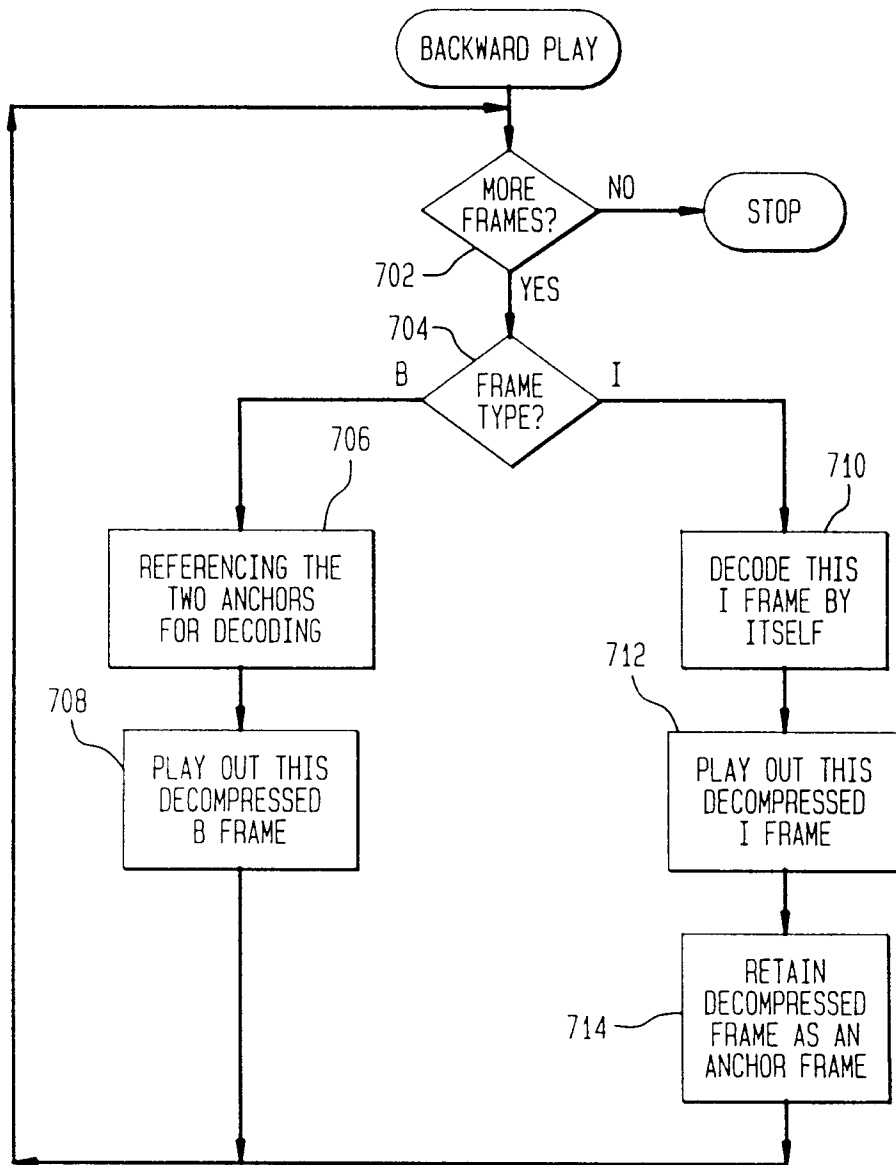 BACKWARD PLAY
MORE
FRAMES?
NO
STOP
702
YES
704
B
I
FRAME
TYPE?
706
REFERENCING THE
TWO ANCHORS
FOR DECODING
708
PLAY OUT THIS
DECOMPRESSED
B FRAME
710
DECODE THIS
I FRAME BY
ITSELF
712
PLAY OUT THIS
DECOMPRESSED
I FRAME
714
RETAIN
DECOMPRESSED
FRAME AS AN
ANCHOR FRAME